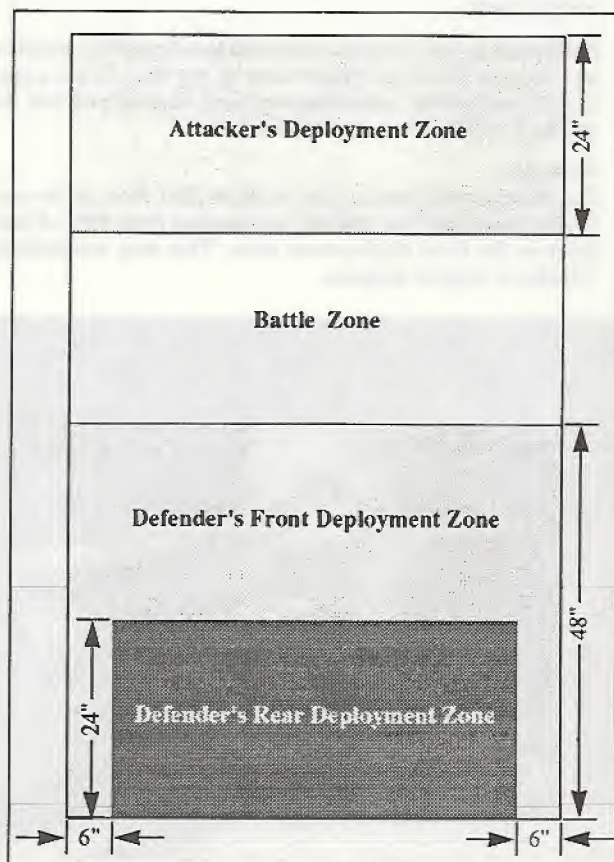 Attacker's Deployment Zone
24"
Battle Zone
Defender's Front Deployment Zone
48"
24"
Defender's Rear Deployment Zone
6"
6"